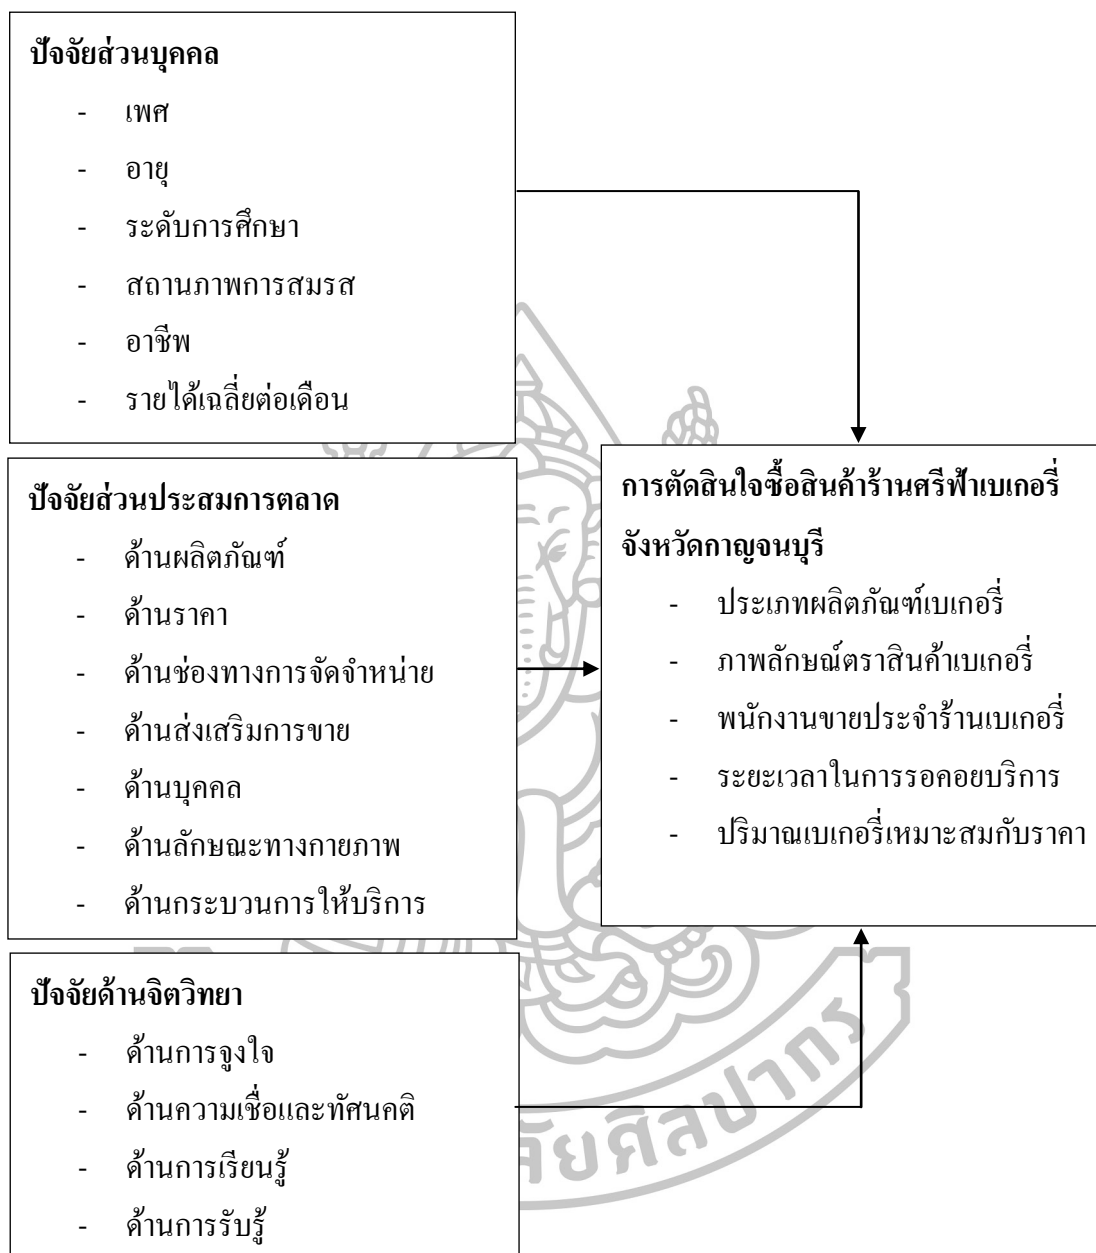 ปัจจัยส่วนบุคคล
- เพศ
- อายุ
- ระดับการศึกษา
- สถานภาพการสมรส
- อาชีพ
- รายได้เฉลี่ยต่อเดือน
ปัจจัยส่วนประสมการตลาด
- ด้านผลิตภัณฑ์
- ด้านราคา
- ด้านช่องทางการจัดจำหน่าย
- ด้านส่งเสริมการขาย
- ด้านบุคคล
- ด้านลักษณะทางกายภาพ
- ด้านกระบวนการให้บริการ
ปัจจัยด้านจิตวิทยา
- ด้านการจูงใจ
- ด้านความเชื่อและทัศนคติ
- ด้านการเรียนรู้
- ด้านการรับรู้
การตัดสินใจซื้อสินค้าร้านศรีฟ้าเบเกอรี่
จังหวัดกาญจนบุรี
- ประเภทผลิตภัณฑ์เบเกอรี่
- ภาพลักษณ์ตราสินค้าเบเกอรี่
- พนักงานขายประจำร้านเบเกอรี่
- ระยะเวลาในการรอคอยบริการ
- ปริมาณเบเกอรี่เหมาะสมกับราคา
ัยศิลปากร